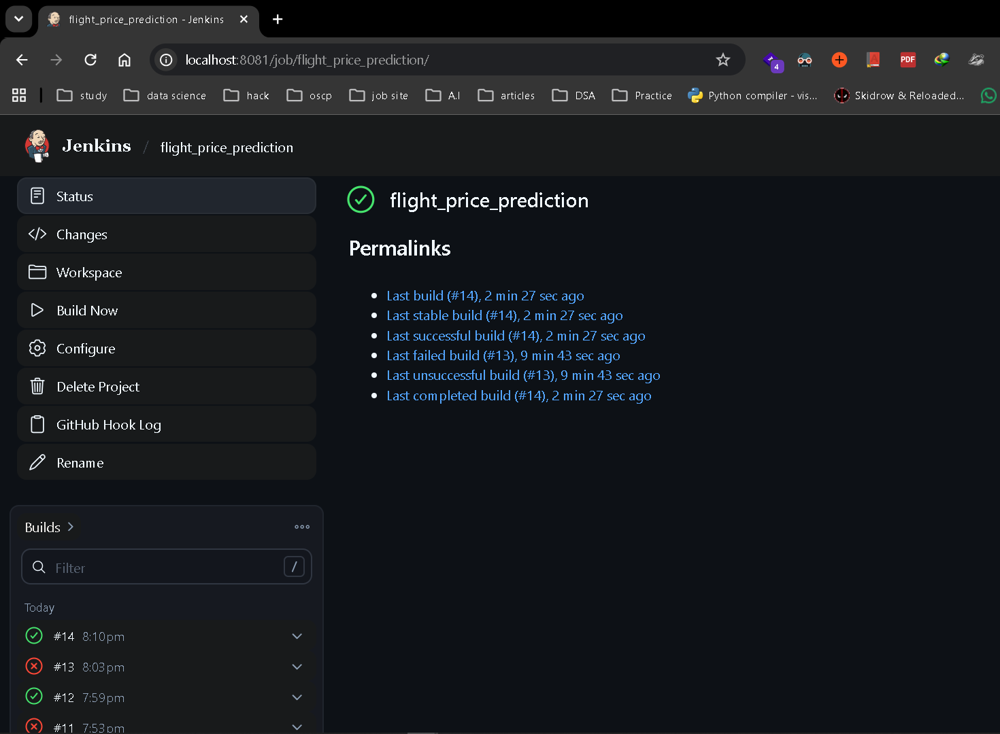 flight_price_prediction - Jenkins
localhost:8081/job/flight_price_prediction/
4
PDF
study data science hack oscp job site A.I articles DSA Practice Python compiler - vis... Skidrow & Reloaded...
Jenkins / flight_price_prediction
Status
Changes
Workspace
Build Now
Configure
Delete Project
GitHub Hook Log
Rename
flight_price_prediction
Permalinks
Last build (#14), 2 min 27 sec ago
Last stable build (#14), 2 min 27 sec ago
Last successful build (#14), 2 min 27 sec ago
Last failed build (#13), 9 min 43 sec ago
Last unsuccessful build (#13), 9 min 43 sec ago
Last completed build (#14), 2 min 27 sec ago
Builds
Filter /
Today
#14 8:10pm
#13 8:03pm
#12 7:59pm
#11 7:53pm